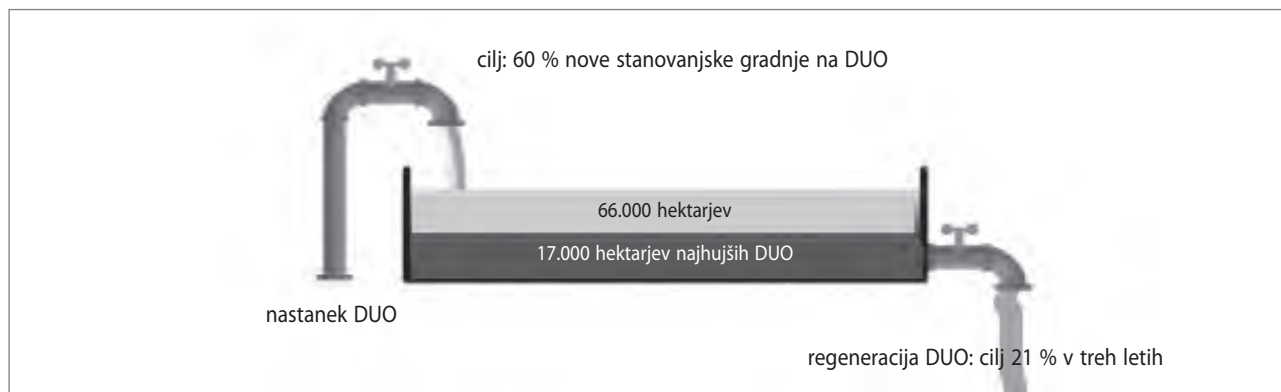 cilj: 60 % nove stanovanjske gradnje na DUO
66.000 hektarjev
17.000 hektarjev najhujših DUO
nastanek DUO
regeneracija DUO: cilj 21 % v treh letih